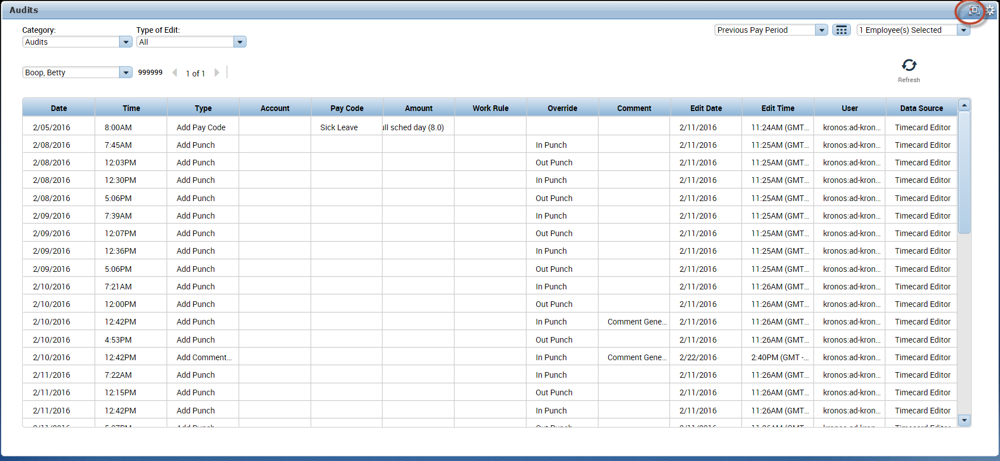 Audits
Category: Type of Edit:
Audits All Previous Pay Period 1 Employee(s) Selected
Boop, Betty 999999 1 of 1
Refresh
Date Time Type Account Pay Code Amount Work Rule Override Comment Edit Date Edit Time User Data Source
2/05/2016 8:00AM Add Pay Code Sick Leave ull sched day (8.0) 2/11/2016 11:24AM (GMT... kronos:ad-kron... Timecard Editor
2/08/2016 7:45AM Add Punch In Punch 2/11/2016 11:25AM (GMT... kronos:ad-kron... Timecard Editor
2/08/2016 12:03PM Add Punch Out Punch 2/11/2016 11:25AM (GMT... kronos:ad-kron... Timecard Editor
2/08/2016 12:30PM Add Punch In Punch 2/11/2016 11:25AM (GMT... kronos:ad-kron... Timecard Editor
2/08/2016 5:06PM Add Punch Out Punch 2/11/2016 11:25AM (GMT... kronos:ad-kron... Timecard Editor
2/09/2016 7:39AM Add Punch In Punch 2/11/2016 11:25AM (GMT... kronos:ad-kron... Timecard Editor
2/09/2016 12:07PM Add Punch Out Punch 2/11/2016 11:25AM (GMT... kronos:ad-kron... Timecard Editor
2/09/2016 12:36PM Add Punch In Punch 2/11/2016 11:25AM (GMT... kronos:ad-kron... Timecard Editor
2/09/2016 5:06PM Add Punch Out Punch 2/11/2016 11:25AM (GMT... kronos:ad-kron... Timecard Editor
2/10/2016 7:21AM Add Punch In Punch 2/11/2016 11:26AM (GMT... kronos:ad-kron... Timecard Editor
2/10/2016 12:00PM Add Punch Out Punch 2/11/2016 11:26AM (GMT... kronos:ad-kron... Timecard Editor
2/10/2016 12:42PM Add Punch In Punch Comment Gene... 2/11/2016 11:26AM (GMT... kronos:ad-kron... Timecard Editor
2/10/2016 4:53PM Add Punch Out Punch 2/11/2016 11:26AM (GMT... kronos:ad-kron... Timecard Editor
2/10/2016 12:42PM Add Comment... In Punch Comment Gene... 2/22/2016 2:40PM (GMT -... kronos:ad-kron... Timecard Editor
2/11/2016 7:22AM Add Punch In Punch 2/11/2016 11:26AM (GMT... kronos:ad-kron... Timecard Editor
2/11/2016 12:15PM Add Punch Out Punch 2/11/2016 11:26AM (GMT... kronos:ad-kron... Timecard Editor
2/11/2016 12:42PM Add Punch In Punch 2/11/2016 11:26AM (GMT... kronos:ad-kron... Timecard Editor